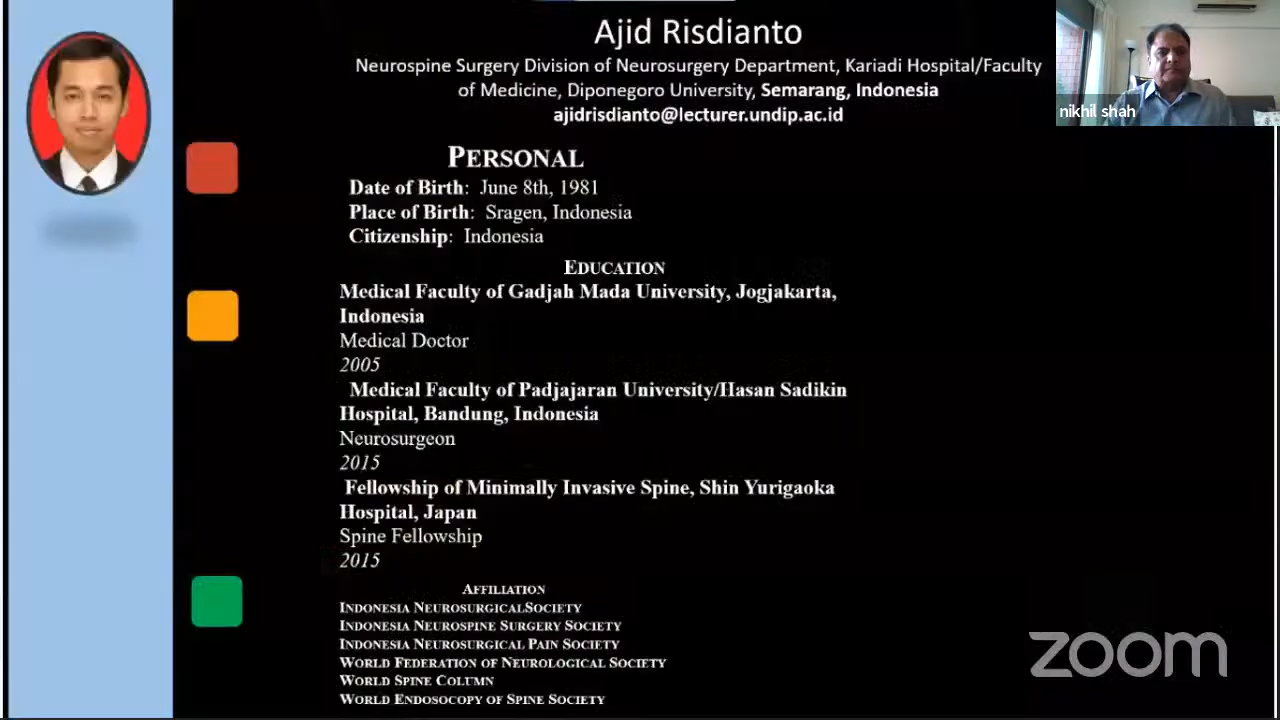 Ajid Risdianto
Neurospine Surgery Division of Neurosurgery Department, Kariadi Hospital/Faculty
of Medicine, Diponegoro University, Semarang, Indonesia
ajidrisdianto@lecturer.undip.ac.id
nikhil shah
PERSONAL
Date of Birth: June 8th, 1981
Place of Birth: Sragen, Indonesia
Citizenship: Indonesia
EDUCATION
Medical Faculty of Gadjah Mada University, Jogjakarta,
Indonesia
Medical Doctor
2005
Medical Faculty of Padjajaran University/Hasan Sadikin
Hospital, Bandung, Indonesia
Neurosurgeon
2015
Fellowship of Minimally Invasive Spine, Shin Yurigaoka
Hospital, Japan
Spine Fellowship
2015
AFFILIATION
INDONESIA NEUROSURGICALSOCIETY
INDONESIA NEUROSPINE SURGERY SOCIETY
INDONESIA NEUROSURGICAL PAIN SOCIETY
WORLD FEDERATION OF NEUROLOGICAL SOCIETY
WORLD SPINE COLUMN
WORLD ENDOSOCOPY OF SPINE SOCIETY
zoom